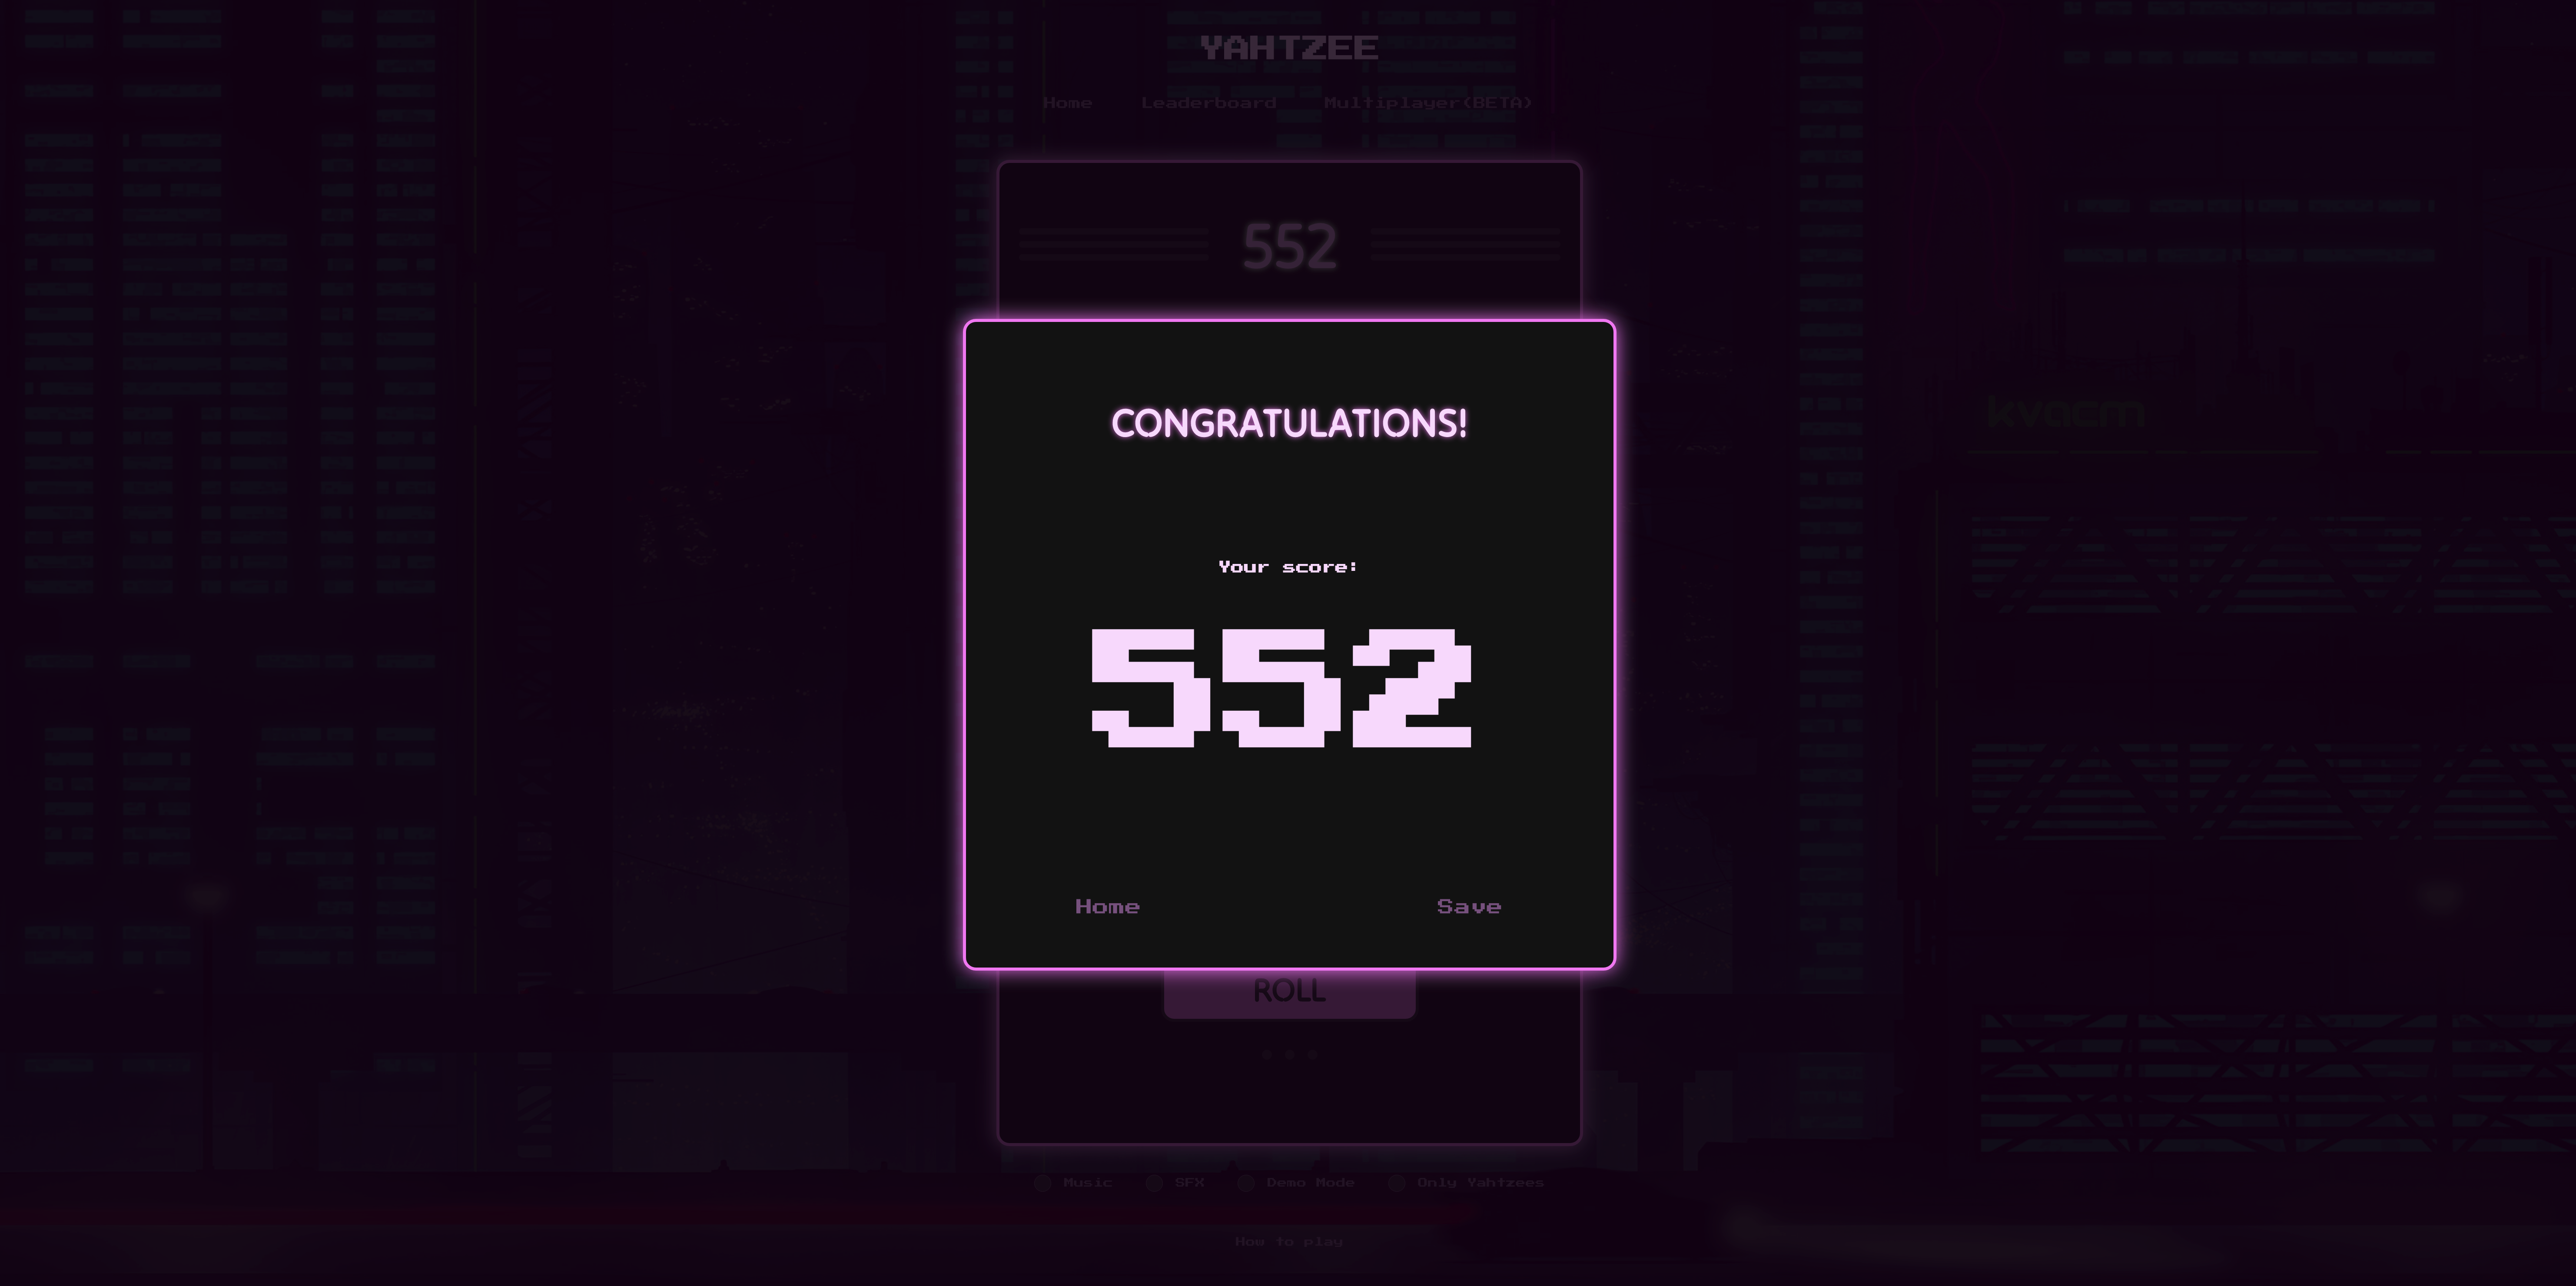 YAHTZEE
Home Leaderboard Multiplayer(BETA)
552
CONGRATULATIONS!
Your score:
552
Home Save
ROLL
Music SFX Demo Mode Only Yahtzees
How to play
kvacm